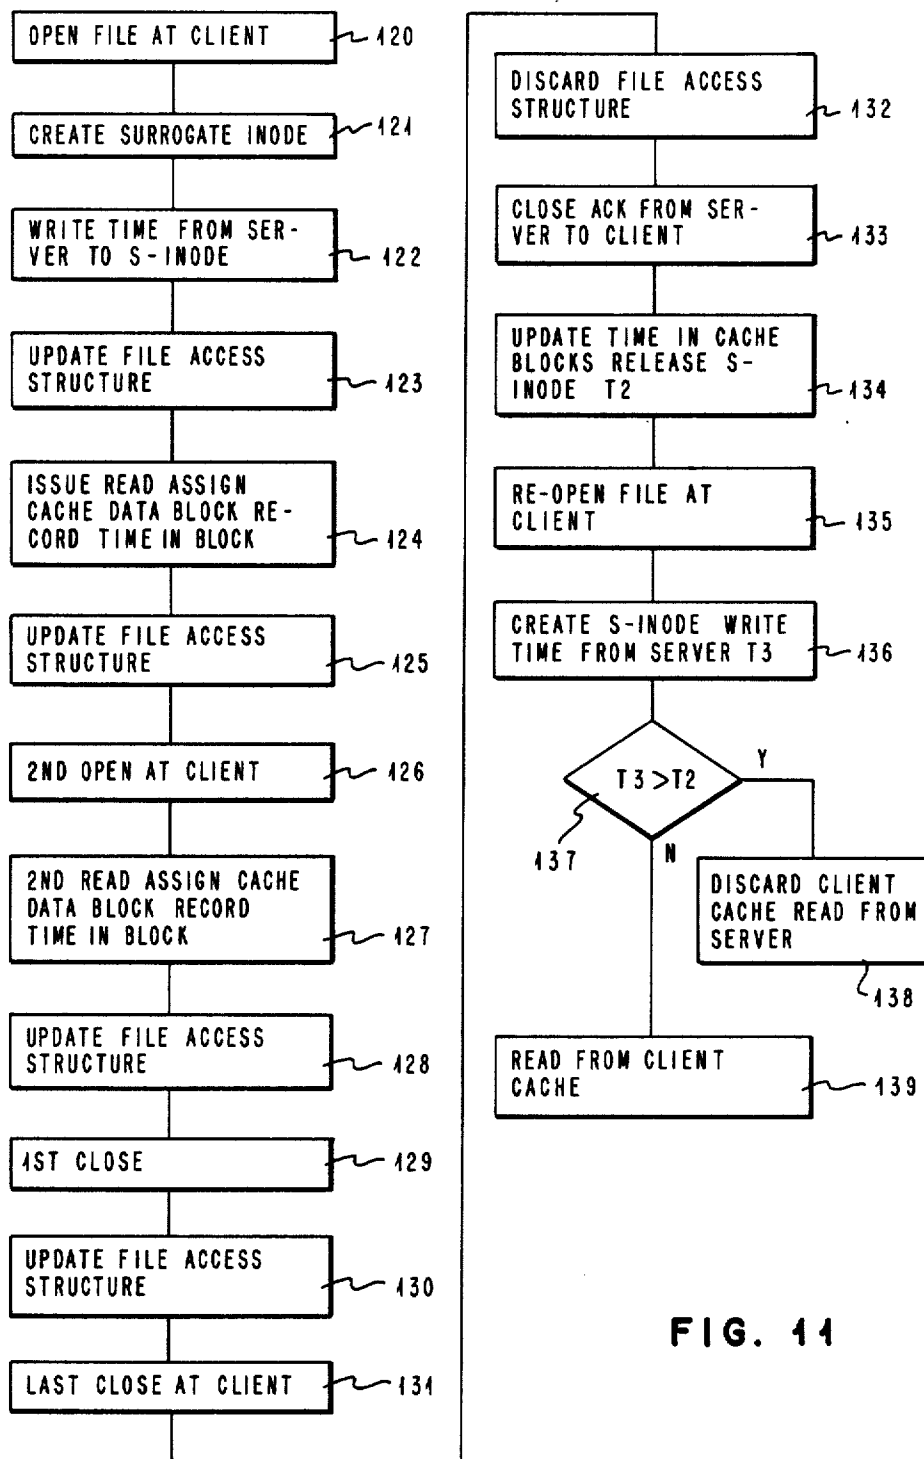 OPEN FILE AT CLIENT
120
CREATE SURROGATE INODE
121
WRITE TIME FROM SER-
VER TO S-INODE
122
UPDATE FILE ACCESS
STRUCTURE
123
ISSUE READ ASSIGN
CACHE DATA BLOCK RE-
CORD TIME IN BLOCK
124
UPDATE FILE ACCESS
STRUCTURE
125
2ND OPEN AT CLIENT
126
2ND READ ASSIGN CACHE
DATA BLOCK RECORD
TIME IN BLOCK
127
UPDATE FILE ACCESS
STRUCTURE
128
1ST CLOSE
129
UPDATE FILE ACCESS
STRUCTURE
130
LAST CLOSE AT CLIENT
131
DISCARD FILE ACCESS
STRUCTURE
132
CLOSE ACK FROM SER-
VER TO CLIENT
133
UPDATE TIME IN CACHE
BLOCKS RELEASE S-
INODE T2
134
RE-OPEN FILE AT
CLIENT
135
CREATE S-INODE WRITE
TIME FROM SERVER T3
136
T3 >T2
Y
137
N
DISCARD CLIENT
CACHE READ FROM
SERVER
138
READ FROM CLIENT
CACHE
139
FIG. 11